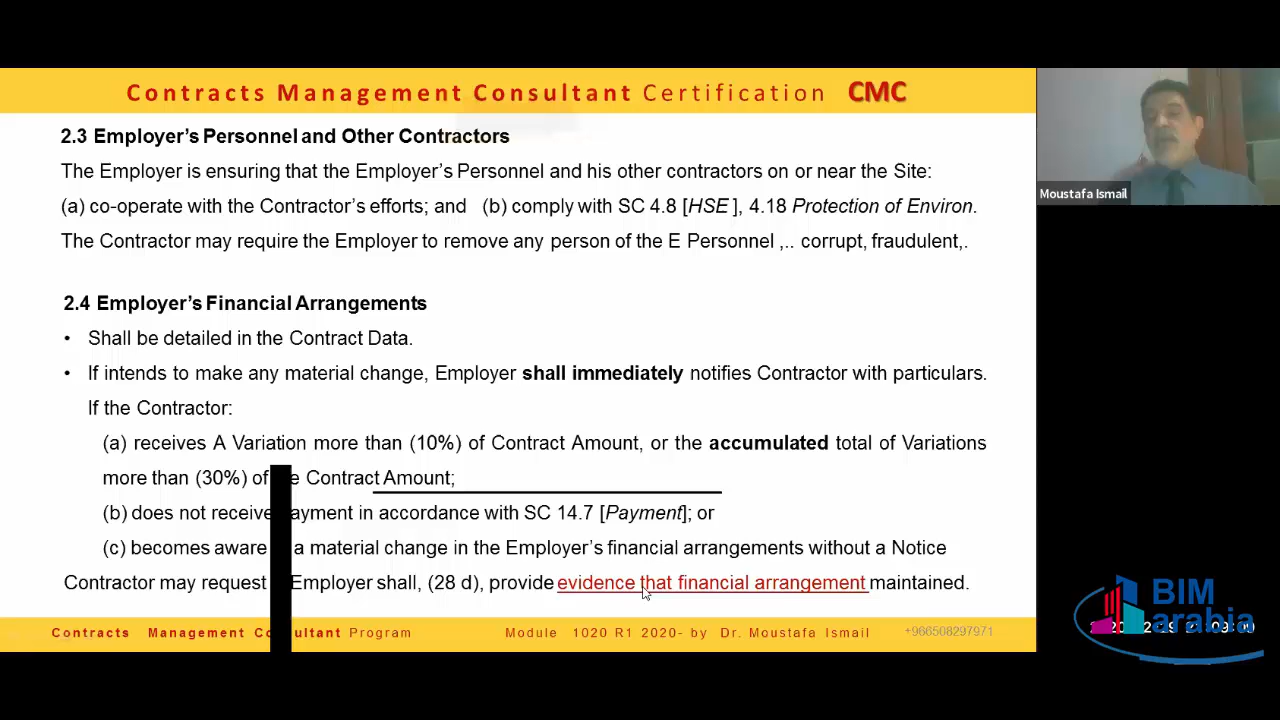 Contracts Management Consultant Certification CMC
2.3 Employer's Personnel and Other Contractors
The Employer is ensuring that the Employer's Personnel and his other contractors on or near the Site:
(a) co-operate with the Contractor's efforts; and (b) comply with SC 4.8 [HSE ], 4.18 Protection of Environ.
The Contractor may require the Employer to remove any person of the E Personnel ,.. corrupt, fraudulent,.
2.4 Employer's Financial Arrangements
• Shall be detailed in the Contract Data.
• If intends to make any material change, Employer shall immediately notifies Contractor with particulars.
If the Contractor:
(a) receives A Variation more than (10%) of Contract Amount, or the accumulated total of Variations
more than (30%) of Contract Amount;
(b) does not receive payment in accordance with SC 14.7 [Payment]; or
(c) becomes aware a material change in the Employer's financial arrangements without a Notice
Contractor may request Employer shall, (28 d), provide evidence that financial arrangement maintained.
Contracts Management Consultant Program
Module 1020 R1 2020- by Dr. Moustafa Ismail
+966508297971
Moustafa Ismail
BIM
arabia